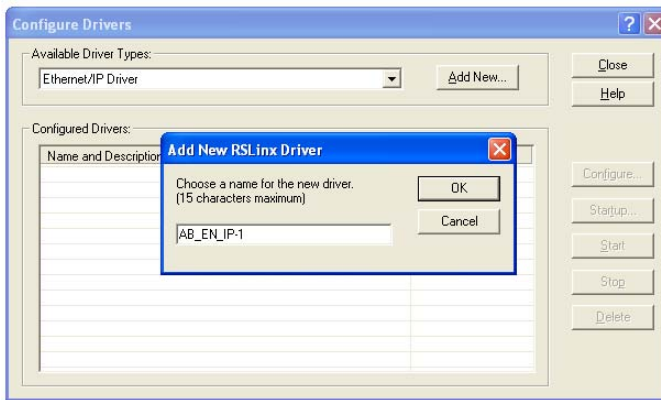 Configure Drivers
Available Driver Types:
Ethernet/IP Driver
Add New...
Close
Help
Configured Drivers:
Name and Description
Add New RSLinx Driver
Choose a name for the new driver.
(15 characters maximum)
AB_EN_IP-1
OK
Cancel
Configure...
Startup...
Start
Stop
Delete